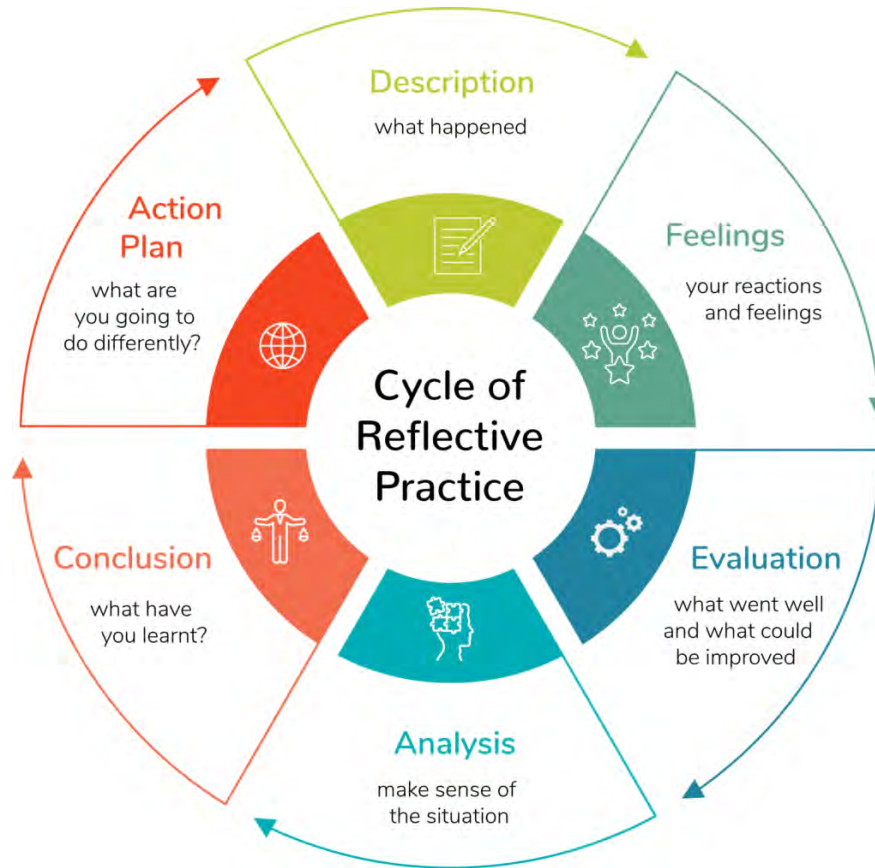 Description
what happened
Feelings
your reactions
and feelings
Evaluation
what went well
and what could
be improved
Analysis
make sense of
the situation
Conclusion
what have
you learnt?
Action
Plan
what are
you going to
do differently?
Cycle of
Reflective
Practice